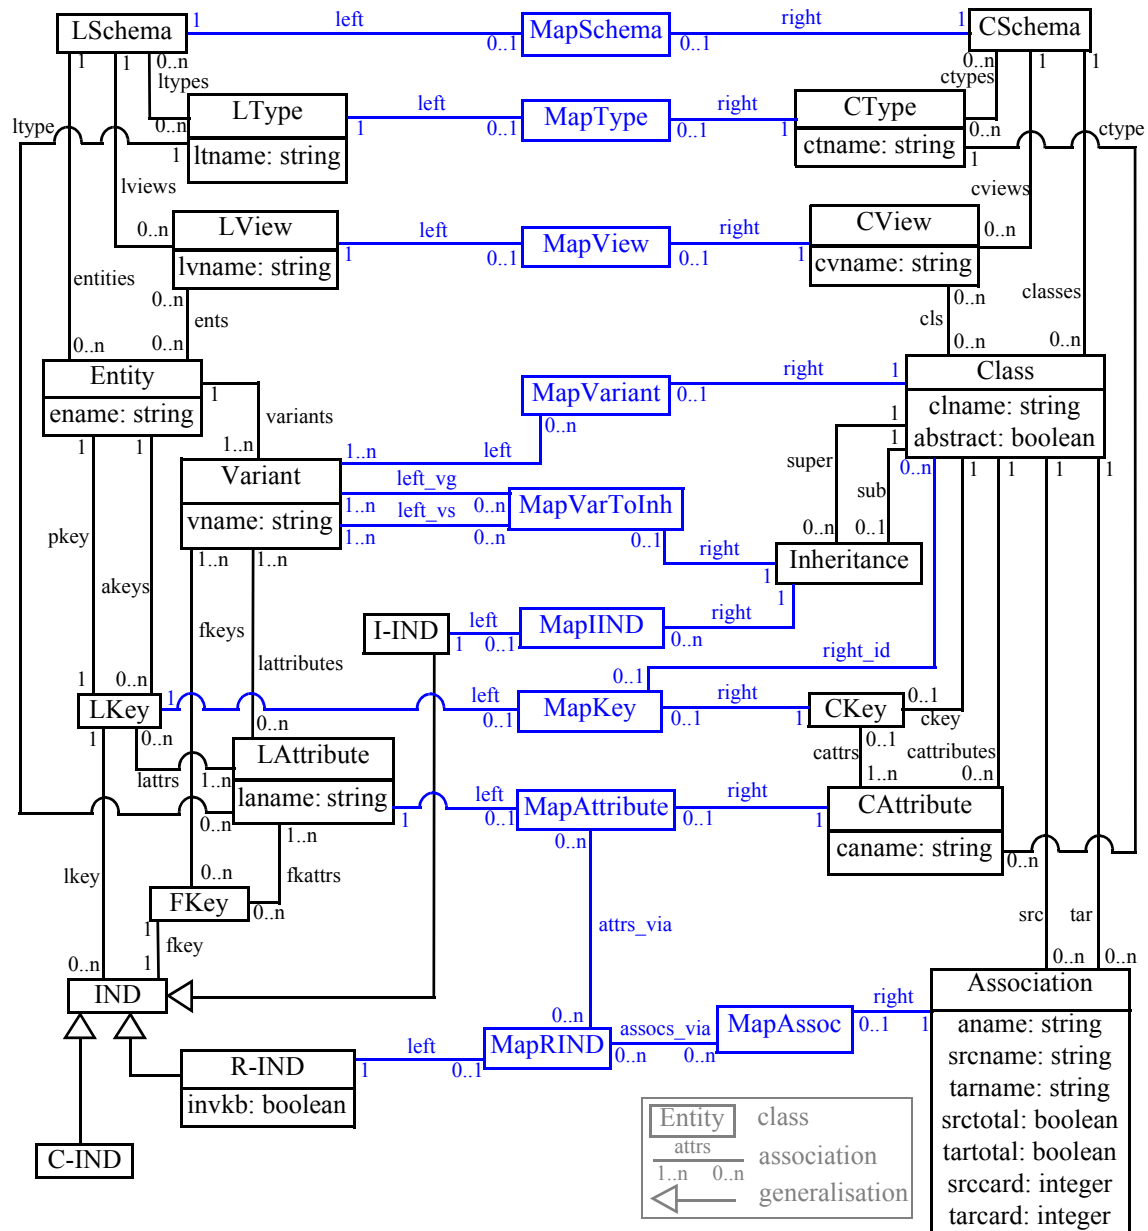 1 left right 1
LSchema MapSchema CSchema
0..1 0..1
1 1 0..n 0..n 1 1
ltypes ctypes
LType left MapType right CType
ltype 0..n 1 0..1 0..1 1 0..n ctype
1 ltname: string ctname: string 1
lviews cviews
0..n LView left MapView right CView 0..n
lvname: string 1 0..1 0..1 1 cvname: string
entities 0..n 0..n classes
ents cls
0..n 0..n 0..n 0..n
Entity 1 MapVariant right 1 Class
ename: string variants 0..1 clname: string
1 1 0..n 1 abstract: boolean
1..n 1..n left super 1 0..n 1 1 1 1
Variant left_vg sub
1..n 0..n MapVarToInh
vname: string left_vs
1..n 0..n 0..1 0..n 0..1
pkey 1..n 1..n right Inheritance
akeys 1 1
I-IND left MapIIND right
fkeys 1 0..1 0..n
lattributes right_id
1 0..n 0..1
LKey 1 left MapKey right CKey 0..1
0..1 0..1 1 ckey
1 0..n 0..n cattrs 0..1 cattributes
lattrs 1..n LAttribute 1..n 0..n
laname: string left MapAttribute right CAttribute
0..n 1 0..1 0..1 1
1..n 0..n caname: string 0..n
lkey 0..n fkattrs
FKey 0..n src tar
1 attrs_via
fkey
0..n 1 0..n 0..n
IND Association
right
0..n assocs_via MapAssoc 0..1 1 aname: string
R-IND left MapRIND 0..n 0..n srcname: string
1 0..1 tarname: string
invkb: boolean srctotal: boolean
C-IND tartotal: boolean
srccard: integer
tarcard: integer
Entity class
attrs
1..n 0..n association
generalisation